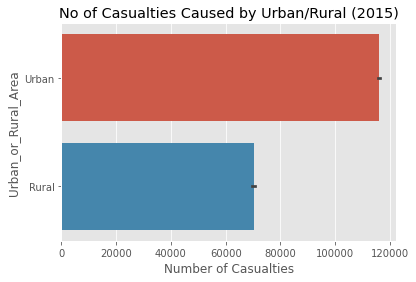 No of Casualties Caused by Urban/Rural (2015)
Urban_or_Rural_Area
Urban
Rural
0 20000 40000 60000 80000 100000 120000
Number of Casualties